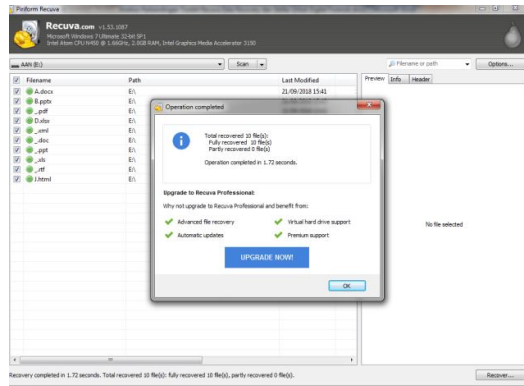 Piriform Recuva
Recuva.com v1.53.1087
Microsoft Windows 7 Ultimate 32-bit SP1
Intel Atom CPU N450 @ 1.66GHz, 2.0GB RAM, Intel Graphics Media Accelerator 3150
AAN (E:)
Scan
Filename or path
Options...
Filename
Path
Last Modified
Preview
Info
Header
A.docx E:\ 21/09/2018 15:41
B.pptx E:\
_.pdf E:\
D.xlsx E:\
_.xml E:\
_.doc E:\
_.ppt E:\
_.xls E:\
_.rtf E:\
J.html E:\
Operation completed
Total recovered 10 file(s):
Fully recovered 10 file(s)
Partly recovered 0 file(s)
Operation completed in 1.72 seconds.
Upgrade to Recuva Professional:
Why not upgrade to Recuva Professional and benefit from:
Advanced file recovery
Virtual hard drive support
Automatic updates
Premium support
UPGRADE NOW!
OK
No file selected
Recovery completed in 1.72 seconds. Total recovered 10 file(s): fully recovered 10 file(s), partly recovered 0 file(s).
Recover...